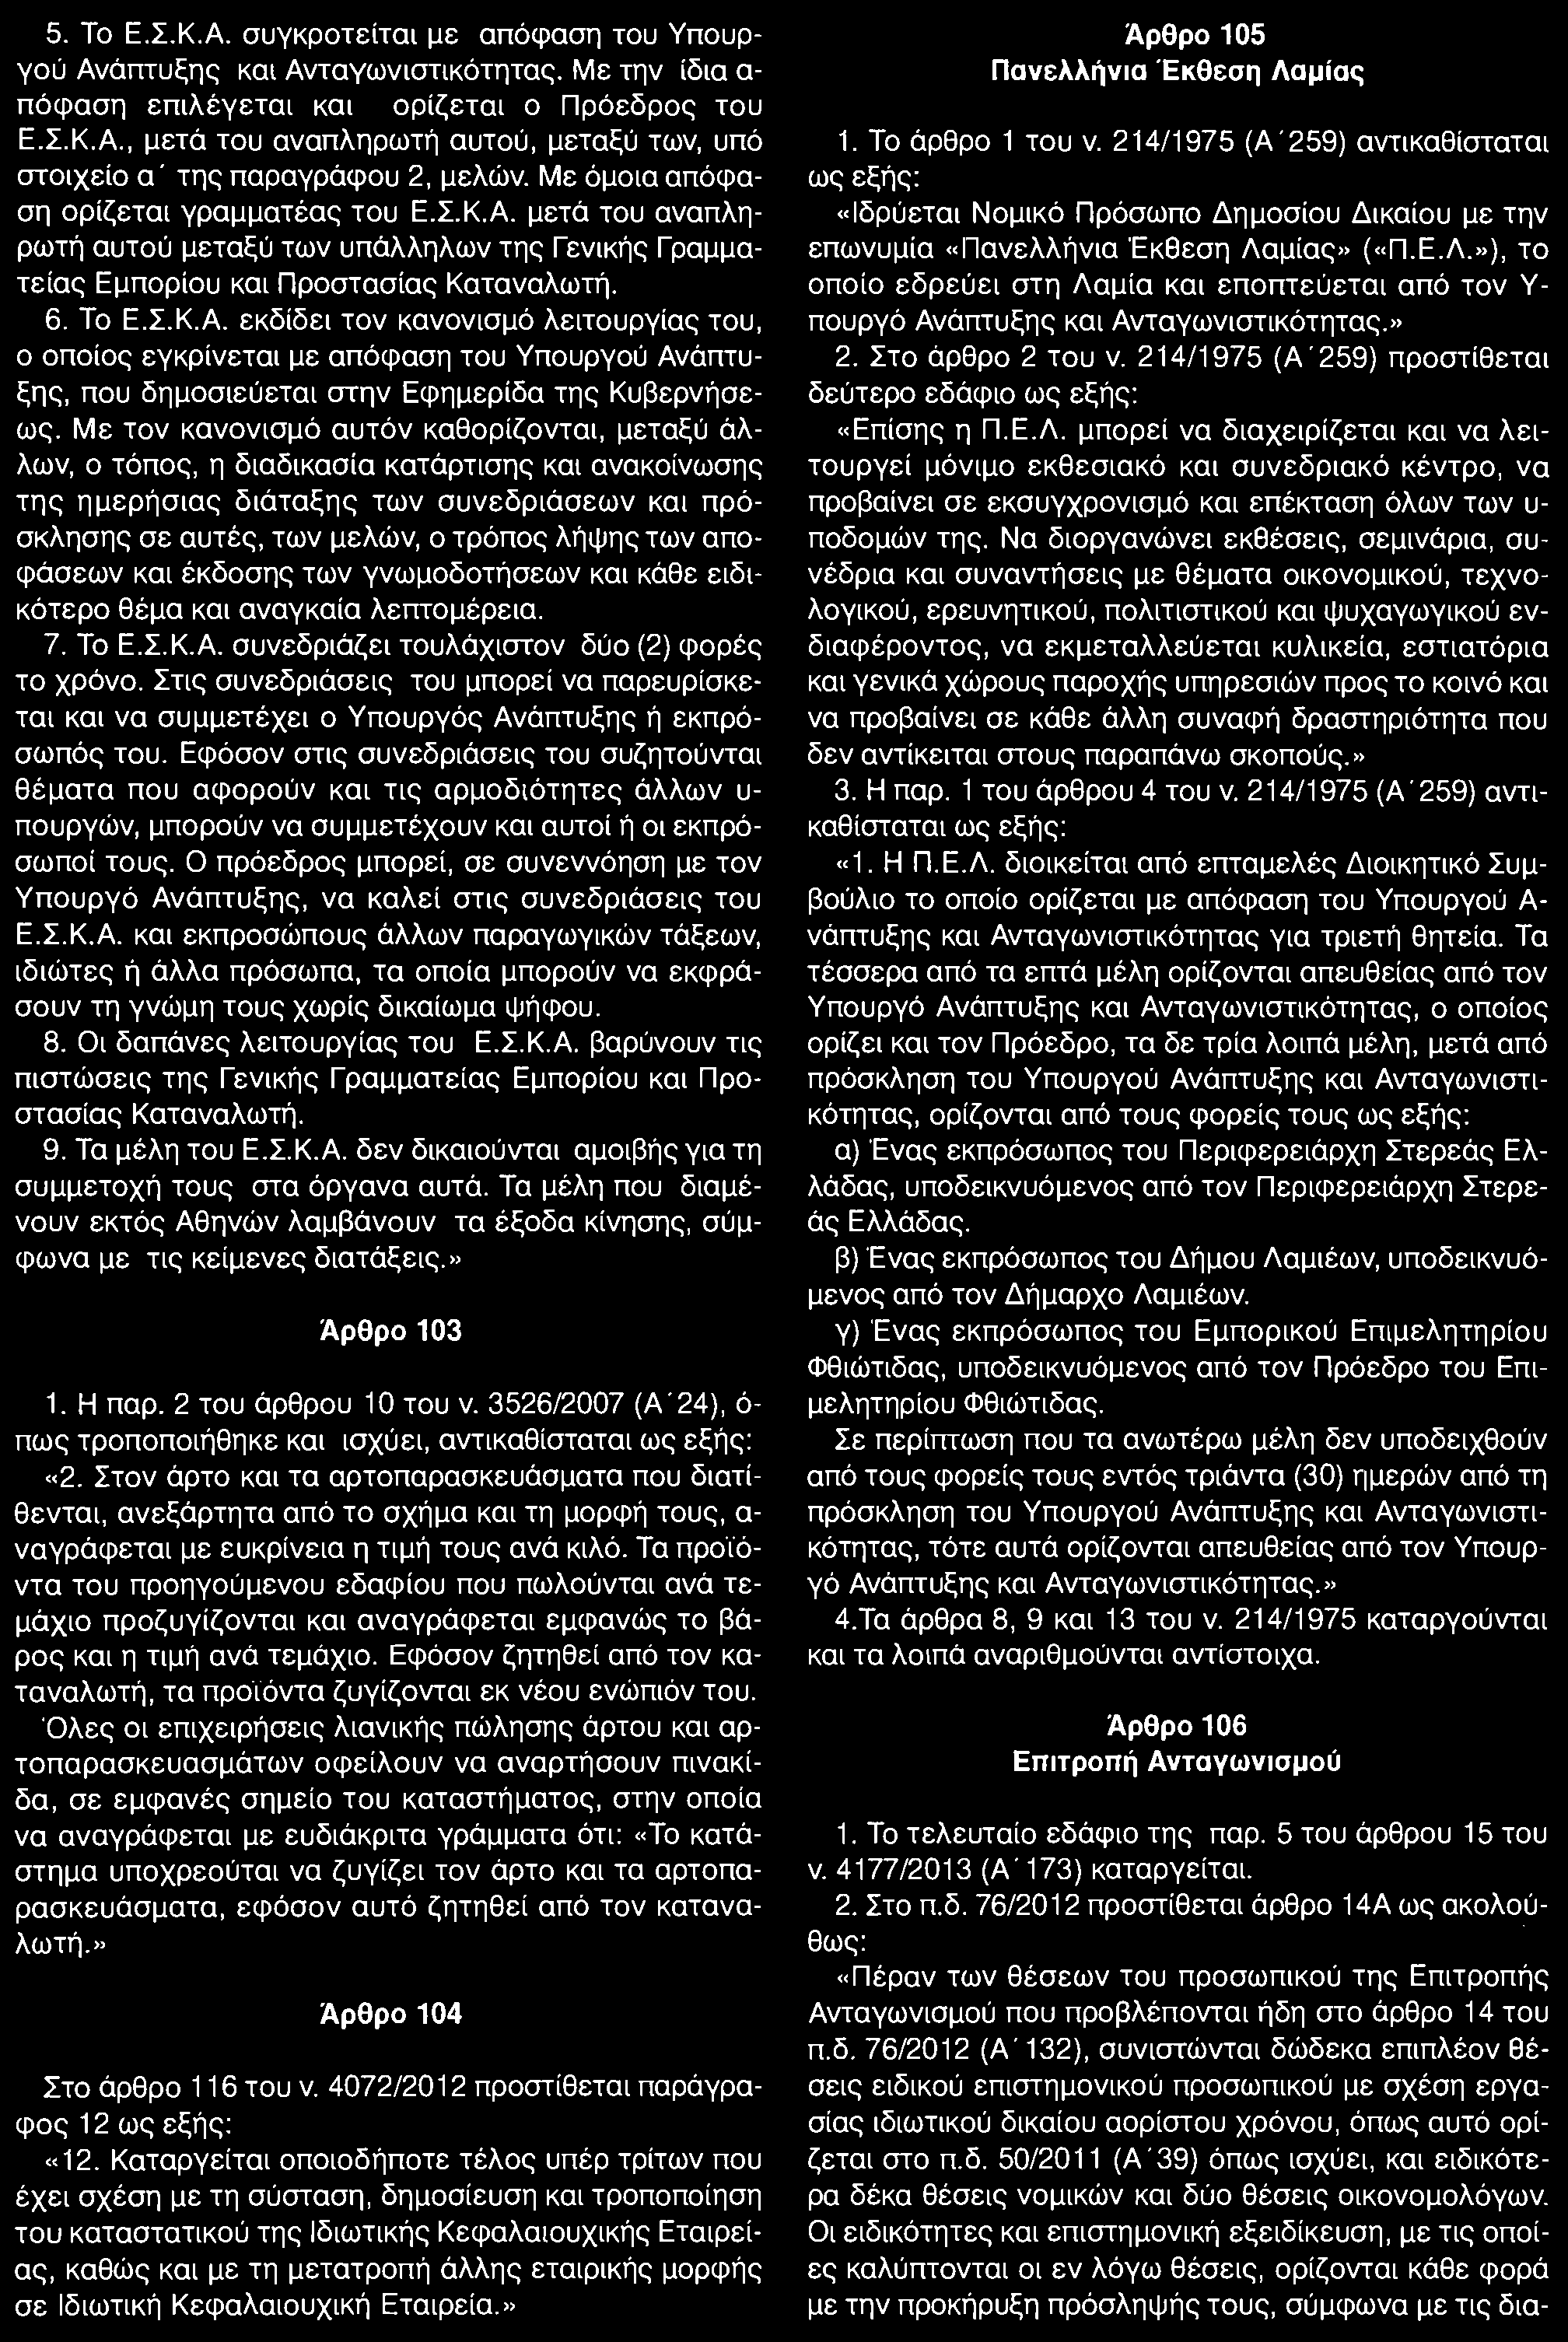 5. Το Ε.Σ.Κ.Α. συγκροτείται με απόφαση του Υπουρ-
γού Ανάπτυξης και Ανταγωνιστικότητας. Με την ίδια α-
πόφαση επιλέγεται και ορίζεται ο Πρόεδρος του
Ε.Σ.Κ.Α., μετά του αναπληρωτή αυτού, μεταξύ των, υπό
στοιχείο α΄ της παραγράφου 2, μελών. Με όμοια απόφα-
ση ορίζεται γραμματέας του Ε.Σ.Κ.Α. μετά του αναπλη-
ρωτή αυτού μεταξύ των υπάλληλων της Γενικής Γραμμα-
τείας Εμπορίου και Προστασίας Καταναλωτή.
6. Το Ε.Σ.Κ.Α. εκδίδει τον κανονισμό λειτουργίας του,
ο οποίος εγκρίνεται με απόφαση του Υπουργού Ανάπτυ-
ξης, που δημοσιεύεται στην Εφημερίδα της Κυβερνήσε-
ως. Με τον κανονισμό αυτόν καθορίζονται, μεταξύ άλ-
λων, ο τόπος, η διαδικασία κατάρτισης και ανακοίνωσης
της ημερήσιας διάταξης των συνεδριάσεων και πρό-
σκλησης σε αυτές, των μελών, ο τρόπος λήψης των απο-
φάσεων και έκδοσης των γνωμοδοτήσεων και κάθε ειδι-
κότερο θέμα και αναγκαία λεπτομέρεια.
7. Το Ε.Σ.Κ.Α. συνεδριάζει τουλάχιστον δύο (2) φορές
το χρόνο. Στις συνεδριάσεις του μπορεί να παρευρίσκε-
ται και να συμμετέχει ο Υπουργός Ανάπτυξης ή εκπρό-
σωπός του. Εφόσον στις συνεδριάσεις του συζητούνται
θέματα που αφορούν και τις αρμοδιότητες άλλων υ-
πουργών, μπορούν να συμμετέχουν και αυτοί ή οι εκπρό-
σωποί τους. Ο πρόεδρος μπορεί, σε συνεννόηση με τον
Υπουργό Ανάπτυξης, να καλεί στις συνεδριάσεις του
Ε.Σ.Κ.Α. και εκπροσώπους άλλων παραγωγικών τάξεων,
ιδιώτες ή άλλα πρόσωπα, τα οποία μπορούν να εκφρά-
σουν τη γνώμη τους χωρίς δικαίωμα ψήφου.
8. Οι δαπάνες λειτουργίας του Ε.Σ.Κ.Α. βαρύνουν τις
πιστώσεις της Γενικής Γραμματείας Εμπορίου και Προ-
στασίας Καταναλωτή.
9. Τα μέλη του Ε.Σ.Κ.Α. δεν δικαιούνται αμοιβής για τη
συμμετοχή τους στα όργανα αυτά. Τα μέλη που διαμέ-
νουν εκτός Αθηνών λαμβάνουν τα έξοδα κίνησης, σύμ-
φωνα με τις κείμενες διατάξεις.»
Άρθρο 103
1. Η παρ. 2 του άρθρου 10 του ν. 3526/2007 (Α΄24), ό-
πως τροποποιήθηκε και ισχύει, αντικαθίσταται ως εξής:
«2. Στον άρτο και τα αρτοπαρασκευάσματα που διατί-
θενται, ανεξάρτητα από το σχήμα και τη μορφή τους, α-
ναγράφεται με ευκρίνεια η τιμή τους ανά κιλό. Τα προϊό-
ντα του προηγούμενου εδαφίου που πωλούνται ανά τε-
μάχιο προζυγίζονται και αναγράφεται εμφανώς το βά-
ρος και η τιμή ανά τεμάχιο. Εφόσον ζητηθεί από τον κα-
ταναλωτή, τα προϊόντα ζυγίζονται εκ νέου ενώπιόν του.
Όλες οι επιχειρήσεις λιανικής πώλησης άρτου και αρ-
τοπαρασκευασμάτων οφείλουν να αναρτήσουν πινακί-
δα, σε εμφανές σημείο του καταστήματος, στην οποία
να αναγράφεται με ευδιάκριτα γράμματα ότι: «Το κατά-
στημα υποχρεούται να ζυγίζει τον άρτο και τα αρτοπα-
ρασκευάσματα, εφόσον αυτό ζητηθεί από τον κατανα-
λωτή.»
Άρθρο 104
Στο άρθρο 116 του ν. 4072/2012 προστίθεται παράγρα-
φος 12 ως εξής:
«12. Καταργείται οποιοδήποτε τέλος υπέρ τρίτων που
έχει σχέση με τη σύσταση, δημοσίευση και τροποποίηση
του καταστατικού της Ιδιωτικής Κεφαλαιουχικής Εταιρεί-
ας, καθώς και με τη μετατροπή άλλης εταιρικής μορφής
σε Ιδιωτική Κεφαλαιουχική Εταιρεία.»
Άρθρο 105
Πανελλήνια Έκθεση Λαμίας
1. Το άρθρο 1 του ν. 214/1975 (Α΄259) αντικαθίσταται
ως εξής:
«Ιδρύεται Νομικό Πρόσωπο Δημοσίου Δικαίου με την
επωνυμία «Πανελλήνια Έκθεση Λαμίας» («Π.Ε.Λ.»), το
οποίο εδρεύει στη Λαμία και εποπτεύεται από τον Υ-
πουργό Ανάπτυξης και Ανταγωνιστικότητας.»
2. Στο άρθρο 2 του ν. 214/1975 (Α΄259) προστίθεται
δεύτερο εδάφιο ως εξής:
«Επίσης η Π.Ε.Λ. μπορεί να διαχειρίζεται και να λει-
τουργεί μόνιμο εκθεσιακό και συνεδριακό κέντρο, να
προβαίνει σε εκσυγχρονισμό και επέκταση όλων των υ-
ποδομών της. Να διοργανώνει εκθέσεις, σεμινάρια, συ-
νέδρια και συναντήσεις με θέματα οικονομικού, τεχνο-
λογικού, ερευνητικού, πολιτιστικού και ψυχαγωγικού εν-
διαφέροντος, να εκμεταλλεύεται κυλικεία, εστιατόρια
και γενικά χώρους παροχής υπηρεσιών προς το κοινό και
να προβαίνει σε κάθε άλλη συναφή δραστηριότητα που
δεν αντίκειται στους παραπάνω σκοπούς.»
3. Η παρ. 1 του άρθρου 4 του ν. 214/1975 (Α΄259) αντι-
καθίσταται ως εξής:
«1. Η Π.Ε.Λ. διοικείται από επταμελές Διοικητικό Συμ-
βούλιο το οποίο ορίζεται με απόφαση του Υπουργού Α-
νάπτυξης και Ανταγωνιστικότητας για τριετή θητεία. Τα
τέσσερα από τα επτά μέλη ορίζονται απευθείας από τον
Υπουργό Ανάπτυξης και Ανταγωνιστικότητας, ο οποίος
ορίζει και τον Πρόεδρο, τα δε τρία λοιπά μέλη, μετά από
πρόσκληση του Υπουργού Ανάπτυξης και Ανταγωνιστι-
κότητας, ορίζονται από τους φορείς τους ως εξής:
α) Ένας εκπρόσωπος του Περιφερειάρχη Στερεάς Ελ-
λάδας, υποδεικνυόμενος από τον Περιφερειάρχη Στερε-
άς Ελλάδας.
β) Ένας εκπρόσωπος του Δήμου Λαμιέων, υποδεικνυό-
μενος από τον Δήμαρχο Λαμιέων.
γ) Ένας εκπρόσωπος του Εμπορικού Επιμελητηρίου
Φθιώτιδας, υποδεικνυόμενος από τον Πρόεδρο του Επι-
μελητηρίου Φθιώτιδας.
Σε περίπτωση που τα ανωτέρω μέλη δεν υποδειχθούν
από τους φορείς τους εντός τριάντα (30) ημερών από τη
πρόσκληση του Υπουργού Ανάπτυξης και Ανταγωνιστι-
κότητας, τότε αυτά ορίζονται απευθείας από τον Υπουρ-
γό Ανάπτυξης και Ανταγωνιστικότητας.»
4.Τα άρθρα 8, 9 και 13 του ν. 214/1975 καταργούνται
και τα λοιπά αναριθμούνται αντίστοιχα.
Άρθρο 106
Επιτροπή Ανταγωνισμού
1. Το τελευταίο εδάφιο της παρ. 5 του άρθρου 15 του
ν. 4177/2013 (Α΄173) καταργείται.
2. Στο π.δ. 76/2012 προστίθεται άρθρο 14Α ως ακολού-
θως:
«Πέραν των θέσεων του προσωπικού της Επιτροπής
Ανταγωνισμού που προβλέπονται ήδη στο άρθρο 14 του
π.δ. 76/2012 (Α΄132), συνιστώνται δώδεκα επιπλέον θέ-
σεις ειδικού επιστημονικού προσωπικού με σχέση εργα-
σίας ιδιωτικού δικαίου αορίστου χρόνου, όπως αυτό ορί-
ζεται στο π.δ. 50/2011 (Α΄39) όπως ισχύει, και ειδικότε-
ρα δέκα θέσεις νομικών και δύο θέσεις οικονομολόγων.
Οι ειδικότητες και επιστημονική εξειδίκευση, με τις οποί-
ες καλύπτονται οι εν λόγω θέσεις, ορίζονται κάθε φορά
με την προκήρυξη πρόσληψής τους, σύμφωνα με τις δια-